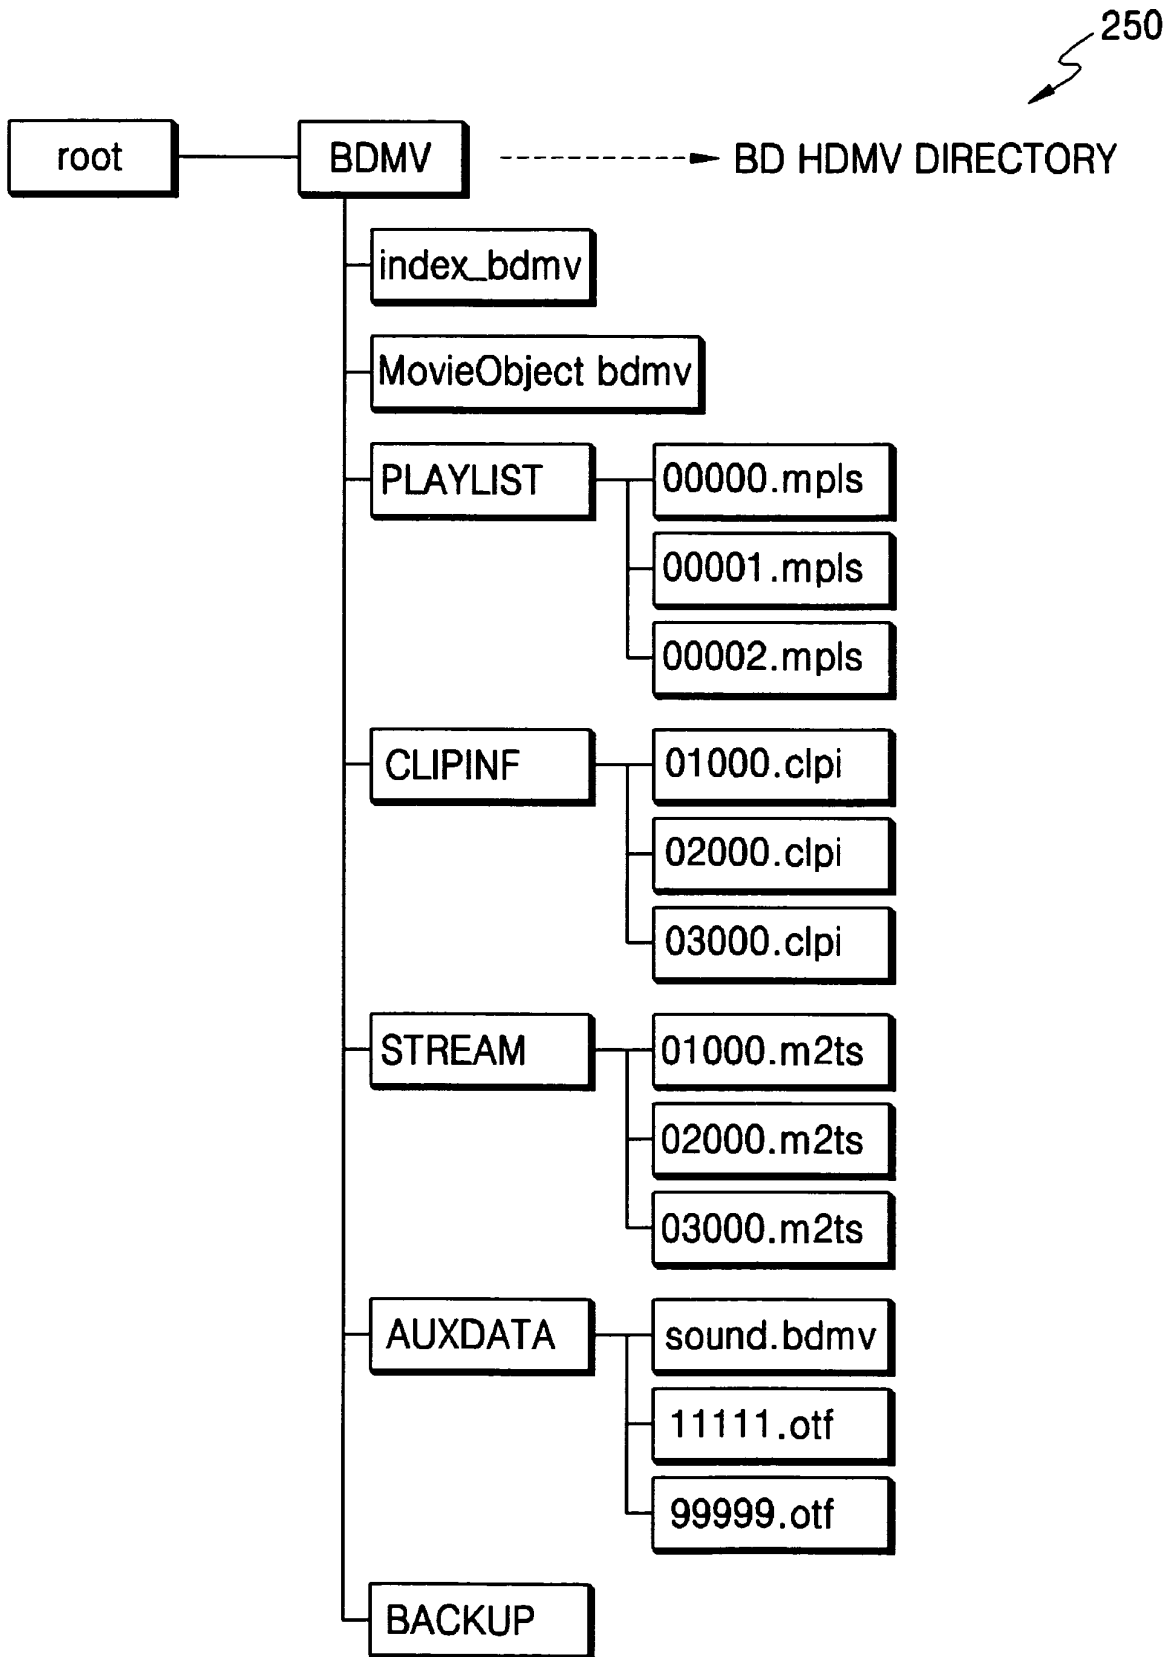 250
root
BDMV
BD HDMV DIRECTORY
index_bdmv
MovieObject bdmv
PLAYLIST
00000.mpls
00001.mpls
00002.mpls
CLIPINF
01000.clpi
02000.clpi
03000.clpi
STREAM
01000.m2ts
02000.m2ts
03000.m2ts
AUXDATA
sound.bdmv
11111.otf
99999.otf
BACKUP